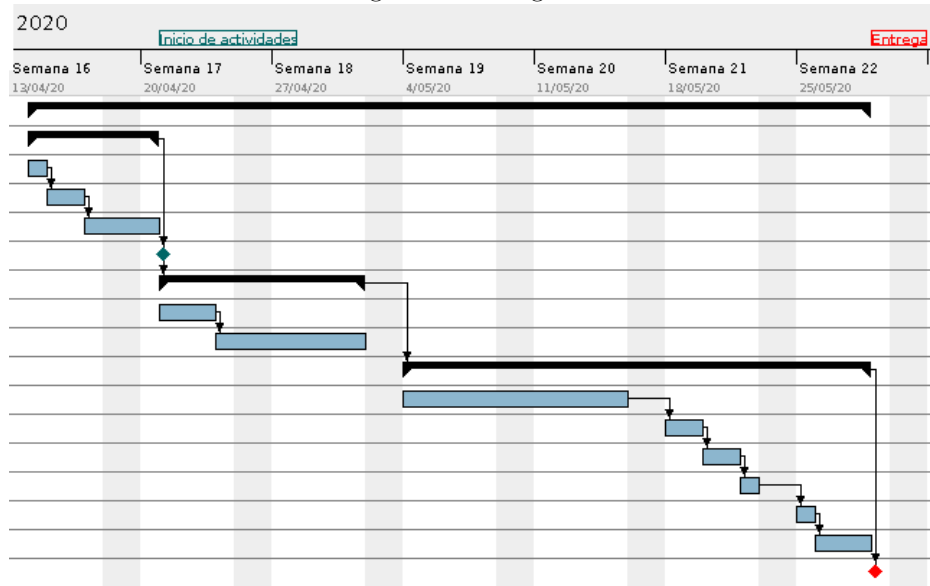 2020
Inicio de actividades
Entrega
Semana 16
Semana 17
Semana 18
Semana 19
Semana 20
Semana 21
Semana 22
13/04/20
20/04/20
27/04/20
4/05/20
11/05/20
18/05/20
25/05/20